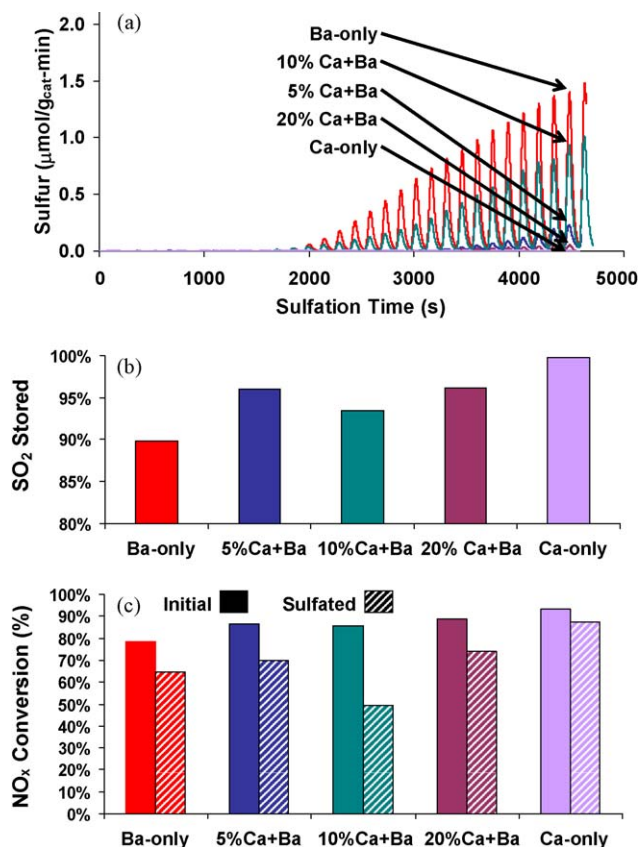 (a)
2.0
1.5
1.0
0.5
0.0
Sulfur (μmol/gcat-min)
Ba-only
10% Ca+Ba
5% Ca+Ba
20% Ca+Ba
Ca-only
0 1000 2000 3000 4000 5000
Sulfation Time (s)
(b)
100%
95%
90%
85%
80%
SO2 Stored
Ba-only 5%Ca+Ba 10%Ca+Ba 20% Ca+Ba Ca-only
(c) Initial Sulfated
100%
90%
80%
70%
60%
50%
40%
30%
20%
10%
0%
NOx Conversion (%)
Ba-only 5%Ca+Ba 10%Ca+Ba 20%Ca+Ba Ca-only